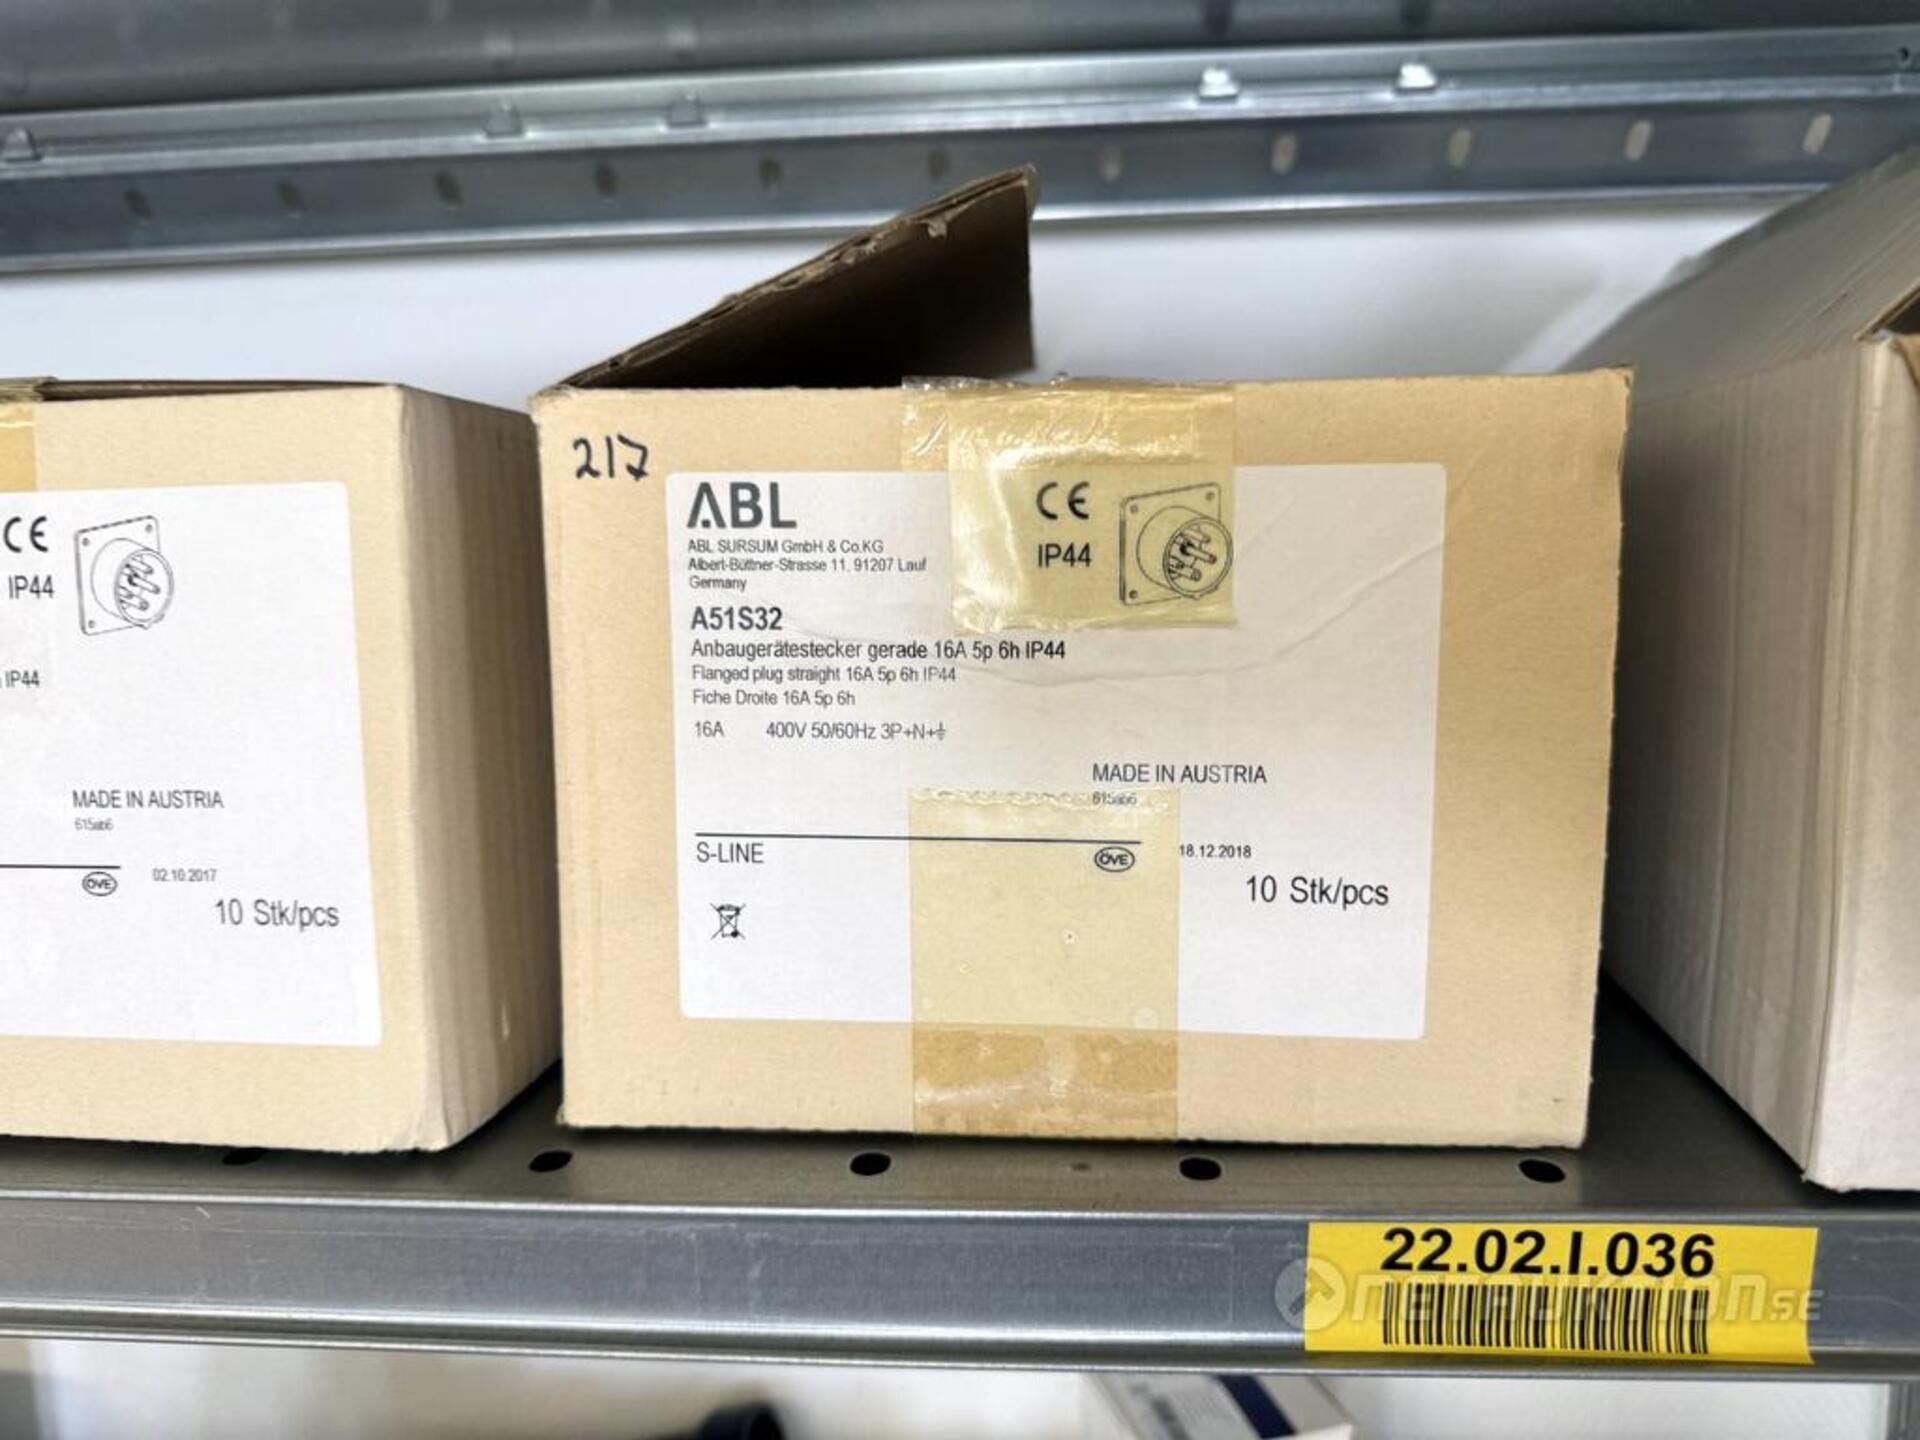 CE
IP44
IP44
MADE IN AUSTRIA
615ab6
ÖVE
02.10.2017
10 Stk/pcs
217
ABL
CE
IP44
ABL SURSUM GmbH & Co.KG
Albert-Büttner-Strasse 11, 91207 Lauf
Germany
A51S32
Anbaugerätestecker gerade 16A 5p 6h IP44
Flanged plug straight 16A 5p 6h IP44
Fiche Droite 16A 5p 6h
16A 400V 50/60Hz 3P+N+⏚
MADE IN AUSTRIA
615ab6
S-LINE
ÖVE
18.12.2018
10 Stk/pcs
22.02.I.036
NETAUKTION.SE